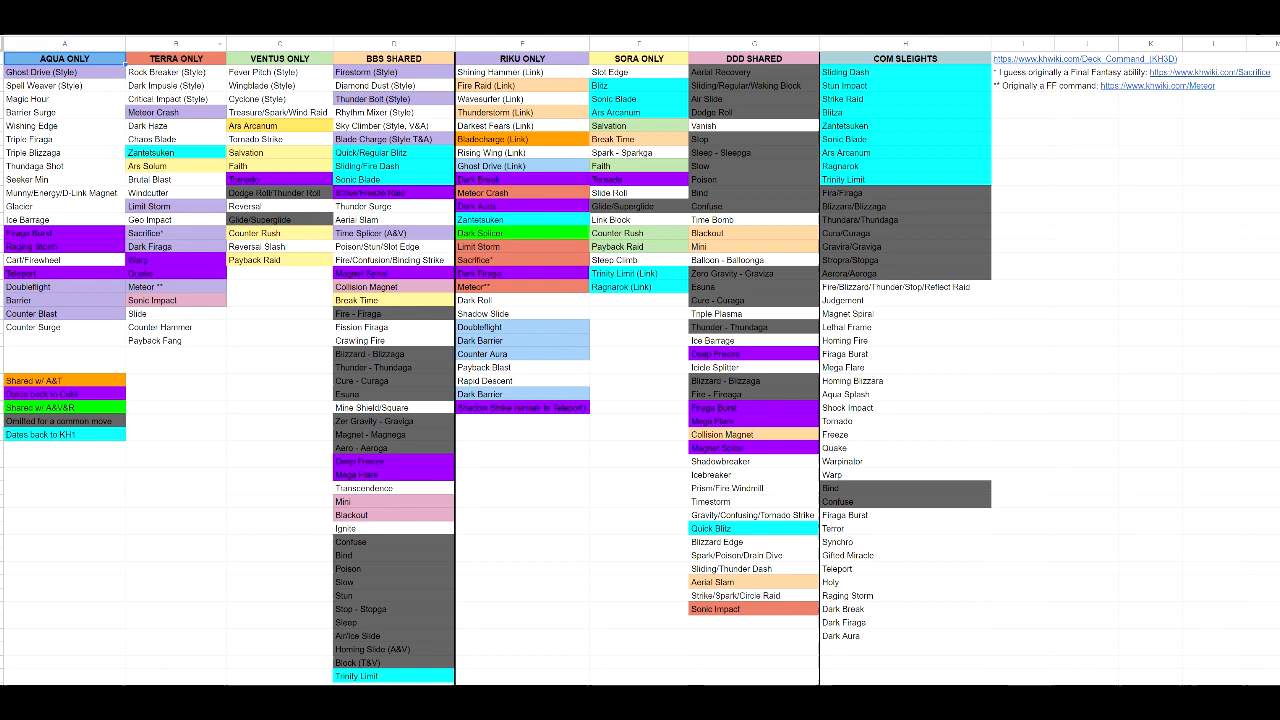 A B C D E F G H I J K L M
AQUA ONLY
Ghost Drive (Style)
Spell Weaver (Style)
Magic Hour
Barrier Surge
Wishing Edge
Triple Firaga
Triple Blizzaga
Thundaga Shot
Seeker Min
Munny/Energy/D-Link Magnet
Glacier
Ice Barrage
Firaga Burst
Raging Storm
Cart/Firewheel
Teleport
Doubleflight
Barrier
Counter Blast
Counter Surge
Shared w/ A&T
Dates back to CoM
Shared w/ A&V&R
Omitted for a common move
Dates back to KH1
TERRA ONLY
Rock Breaker (Style)
Dark Impusle (Style)
Critical Impact (Style)
Meteor Crash
Dark Haze
Chaos Blade
Zantetsuken
Ars Solum
Brutal Blast
Windcutter
Limit Storm
Geo Impact
Sacrifice*
Dark Firaga
Warp
Quake
Meteor **
Sonic Impact
Slide
Counter Hammer
Payback Fang
VENTUS ONLY
Fever Pitch (Style)
Wingblade (Style)
Cyclone (Style)
Treasure/Spark/Wind Raid
Ars Arcanum
Tornado Strike
Salvation
Faith
Tornado
Dodge Roll/Thunder Roll
Reversal
Glide/Superglide
Counter Rush
Reversal Slash
Payback Raid
BBS SHARED
Firestorm (Style)
Diamond Dust (Style)
Thunder Bolt (Style)
Rhythm Mixer (Style)
Sky Climber (Style, V&A)
Blade Charge (Style T&A)
Quick/Regular Blitz
Sliding/Fire Dash
Sonic Blade
Strike/Freeze Raid
Thunder Surge
Aerial Slam
Time Splicer (A&V)
Poison/Stun/Slot Edge
Fire/Confusion/Binding Strike
Magnet Spiral
Collision Magnet
Break Time
Fire - Firaga
Fission Firaga
Crawling Fire
Blizzard - Blizzaga
Thunder - Thundaga
Cure - Curaga
Esuna
Mine Shield/Square
Zer Gravity - Graviga
Magnet - Magnega
Aero - Aeroga
Deep Freeze
Mega Flare
Transcendence
Mini
Blackout
Ignite
Confuse
Bind
Poison
Slow
Stun
Stop - Stopga
Sleep
Air/Ice Slide
Homing Slide (A&V)
Block (T&V)
Trinity Limit
RIKU ONLY
Shining Hammer (Link)
Fire Raid (Link)
Wavesurfer (Link)
Thunderstorm (Link)
Darkest Fears (Link)
Bladecharge (Link)
Rising Wing (Link)
Ghost Drive (Link)
Dark Break
Meteor Crash
Dark Aura
Zantetsuken
Dark Splicer
Limit Storm
Sacrifice*
Dark Firaga
Meteor**
Dark Roll
Shadow Slide
Doubleflight
Dark Barrier
Counter Aura
Payback Blast
Rapid Descent
Dark Barrier
Shadow Strike (similar to Teleport)
SORA ONLY
Slot Edge
Blitz
Sonic Blade
Ars Arcanum
Salvation
Break Time
Spark - Sparkga
Faith
Tornado
Slide Roll
Glide/Superglide
Link Block
Counter Rush
Payback Raid
Steep Climb
Trinity Limit (Link)
Ragnarok (Link)
DDD SHARED
Aerial Recovery
Sliding/Regular/Waking Block
Air Slide
Dodge Roll
Vanish
Stop
Sleep - Sleepga
Slow
Poison
Bind
Confuse
Time Bomb
Blackout
Mini
Balloon - Balloonga
Zero Gravity - Graviza
Esuna
Cure - Curaga
Triple Plasma
Thunder - Thundaga
Ice Barrage
Deep Freeze
Icicle Splitter
Blizzard - Blizzaga
Fire - Fireaga
Firaga Burst
Mega Flare
Collision Magnet
Magnet Spiral
Shadowbreaker
Icebreaker
Prism/Fire Windmill
Timestorm
Gravity/Confusing/Tornado Strike
Quick Blitz
Blizzard Edge
Spark/Poison/Drain Dive
Sliding/Thunder Dash
Aerial Slam
Strike/Spark/Circle Raid
Sonic Impact
COM SLEIGHTS
Sliding Dash
Stun Impact
Strike Raid
Blitza
Zantetsuken
Sonic Blade
Ars Arcanum
Ragnarok
Trinity Limit
Fira/Firaga
Blizzara/Blizzaga
Thundara/Thundaga
Cura/Curaga
Gravira/Graviga
Stropra/Stopga
Aerora/Aeroga
Fire/Blizzard/Thunder/Stop/Reflect Raid
Judgement
Magnet Spiral
Lethal Frame
Homing Fire
Firaga Burst
Mega Flare
Homing Blizzara
Aqua Splash
Shock Impact
Tornado
Freeze
Quake
Warpinator
Warp
Bind
Confuse
Firaga Burst
Terror
Synchro
Gifted Miracle
Teleport
Holy
Raging Storm
Dark Break
Dark Firaga
Dark Aura
https://www.khwiki.com/Deck_Command_(KH3D)
* I guess originally a Final Fantasy ability: https://www.khwiki.com/Sacrifice
** Originally a FF command: https://www.khwiki.com/Meteor